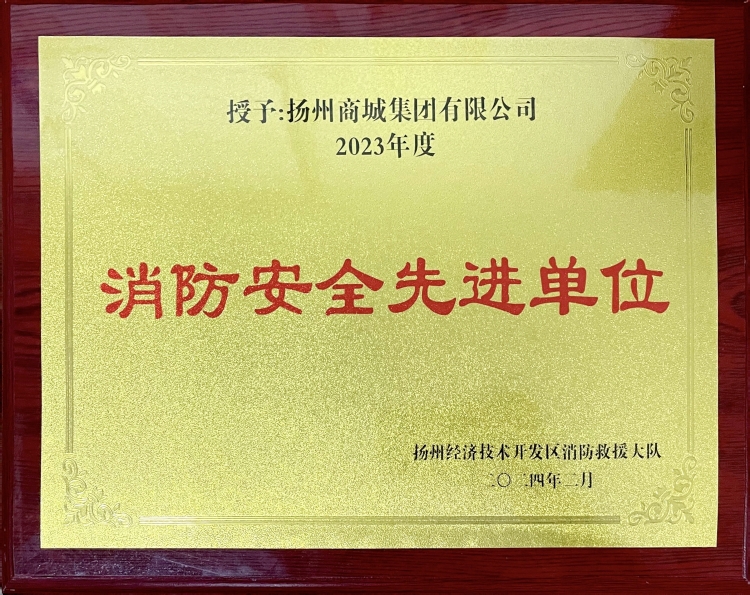 授予:扬州商城集团有限公司
2023年度
消防安全先进单位
扬州经济技术开发区消防救援大队
二〇二四年二月